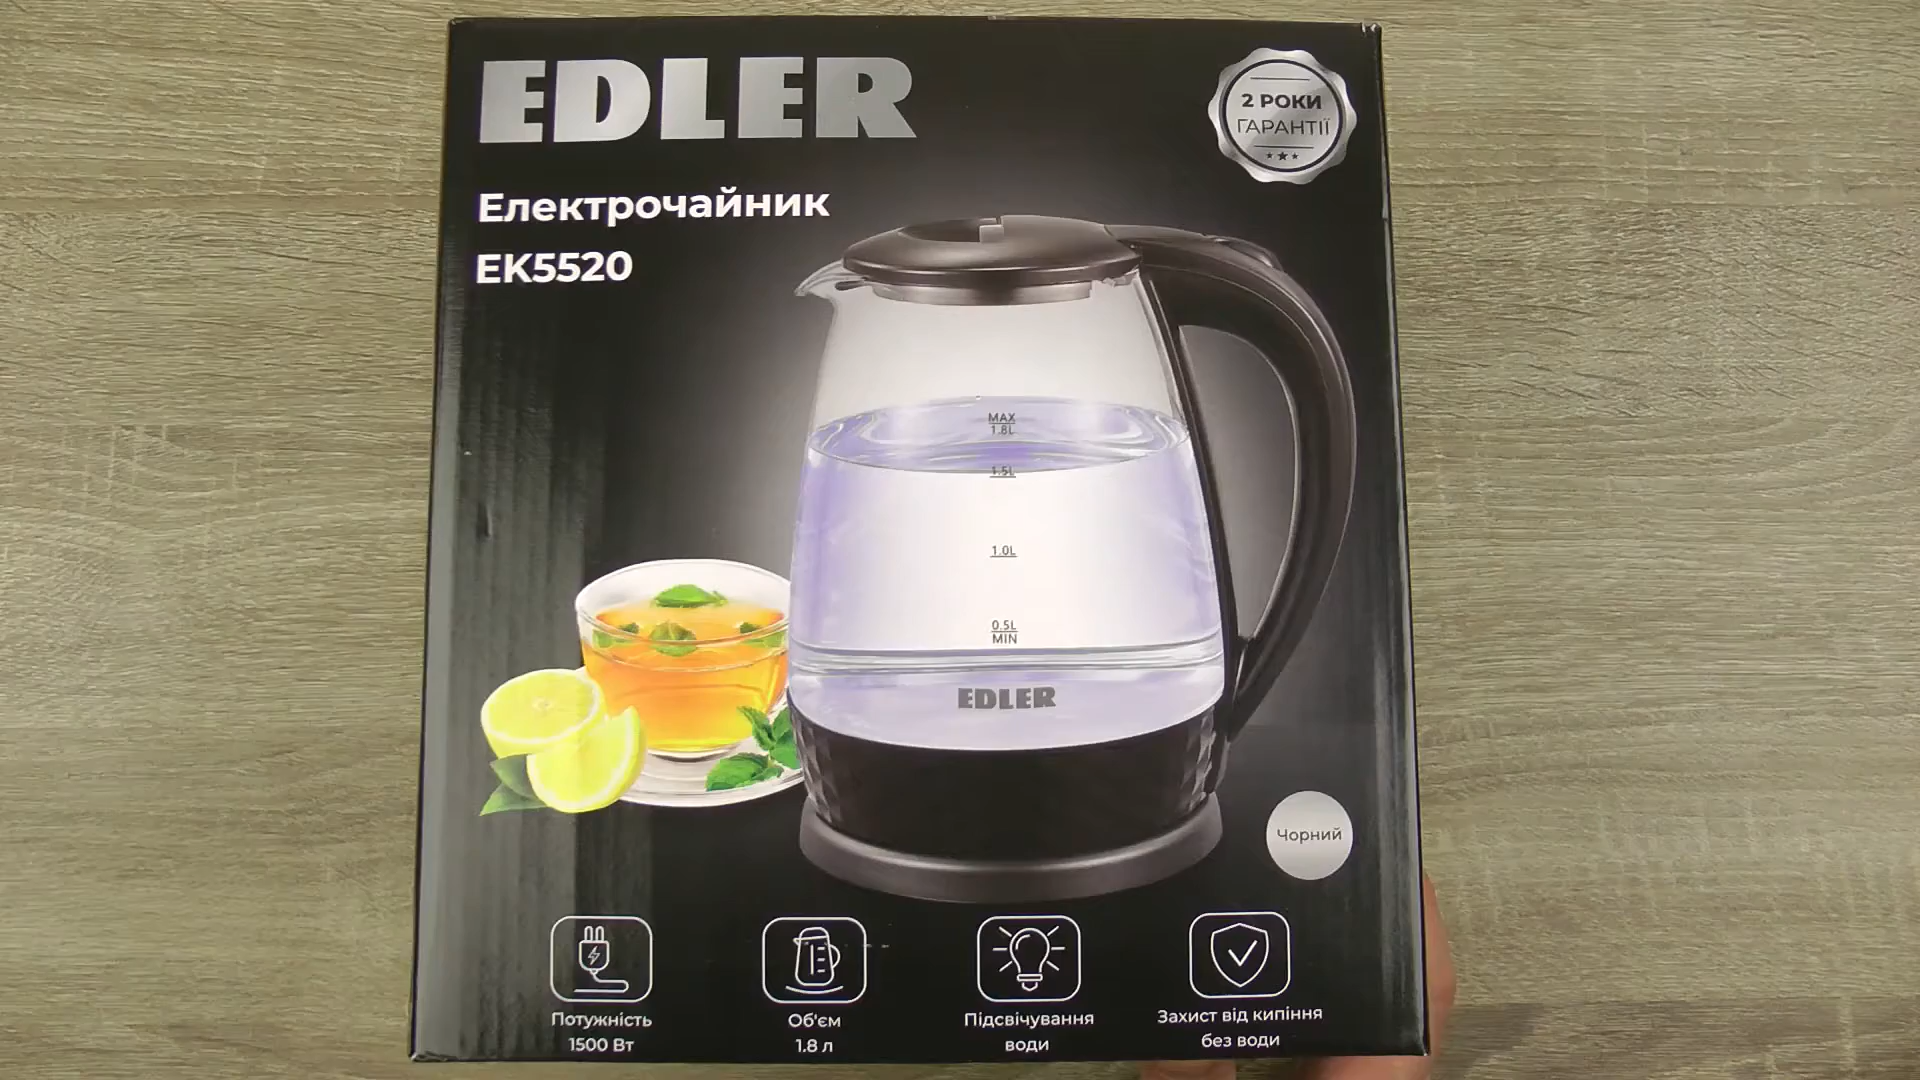 EDLER
2 РОКИ
ГАРАНТІЇ
Електрочайник
EK5520
MAX
1.8L
1.5L
1.0L
0.5L
MIN
EDLER
Чорний
Потужність
1500 Вт
Об'єм
1.8 л
Підсвічування
води
Захист від кипіння
без води